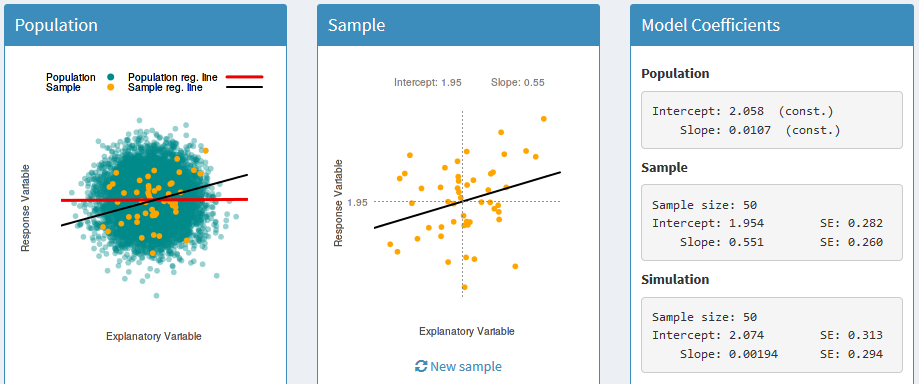 Population
Population Population reg. line
Sample Sample reg. line
Response Variable
Explanatory Variable
Sample
Intercept: 1.95 Slope: 0.55
Response Variable
1.95
Explanatory Variable
New sample
Model Coefficients
Population
Intercept: 2.058 (const.)
Slope: 0.0107 (const.)
Sample
Sample size: 50
Intercept: 1.954 SE: 0.282
Slope: 0.551 SE: 0.260
Simulation
Sample size: 50
Intercept: 2.074 SE: 0.313
Slope: 0.00194 SE: 0.294